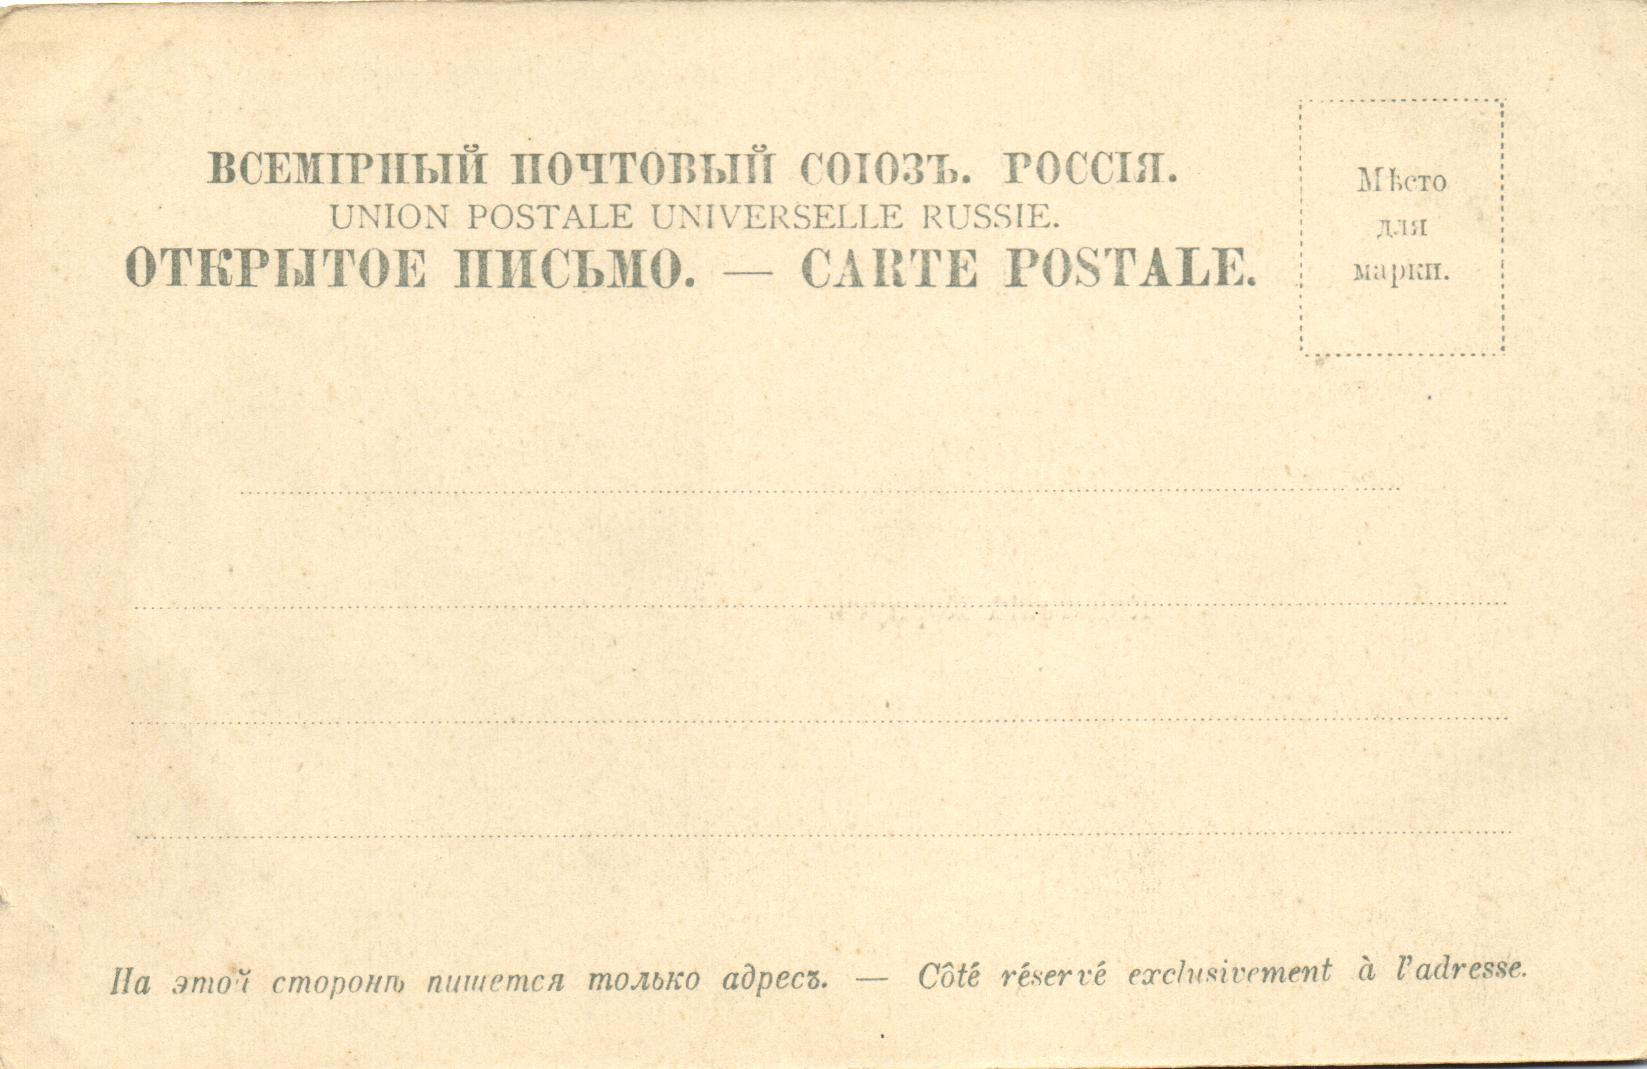 ВСЕМІРНЫЙ ПОЧТОВЫЙ СОЮЗЪ. РОССІЯ.
UNION POSTALE UNIVERSELLE RUSSIE.
ОТКРЫТОЕ ПИСЬМО. — CARTE POSTALE.
Мѣсто
для
марки.
На этой сторонѣ пишется только адресъ. — Côté réservé exclusivement à l'adresse.